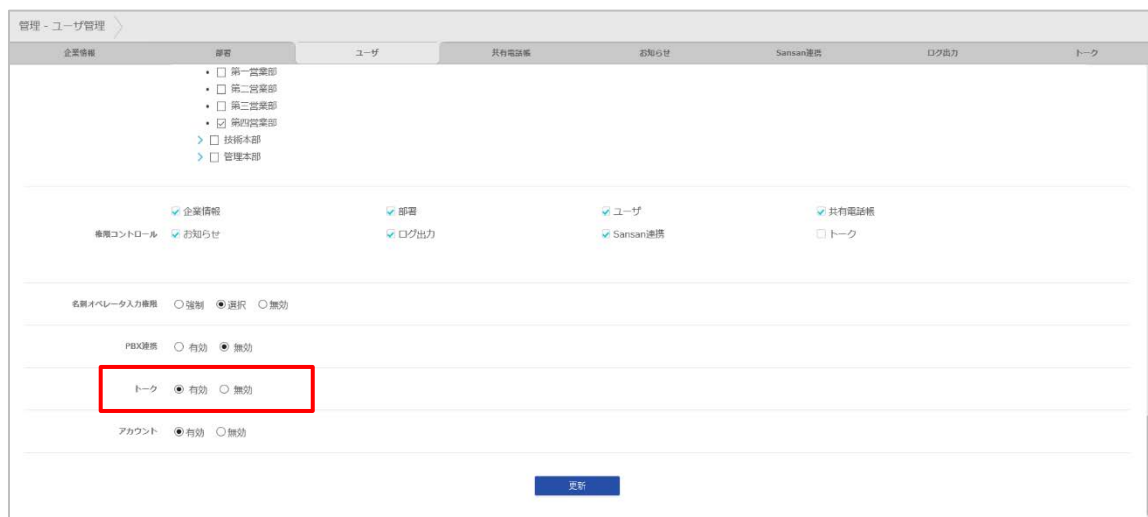 管理 - ユーザ管理
企業情報 部署 ユーザ 共有電話帳 お知らせ Sansan連携 ログ出力 トーク
第一営業部
第二営業部
第三営業部
第四営業部
技術本部
管理本部
企業情報 部署 ユーザ 共有電話帳
権限コントロール お知らせ ログ出力 Sansan連携 トーク
名刺オペレータ入力権限 強制 選択 無効
PBX連携 有効 無効
トーク 有効 無効
アカウント 有効 無効
更新